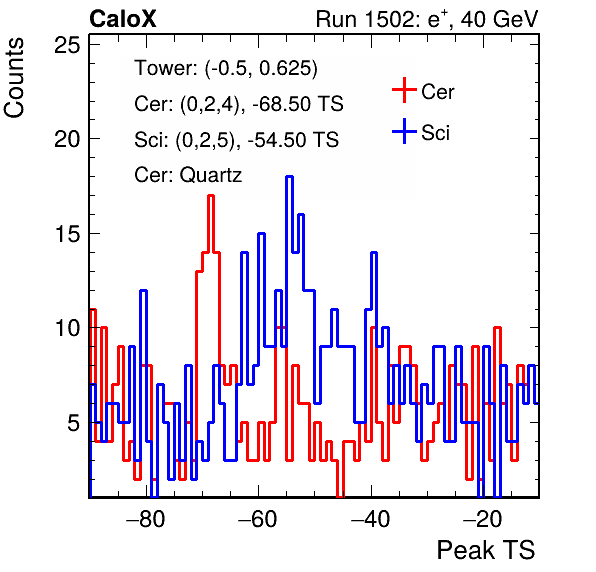 CaloX Run 1502: e⁺, 40 GeV
Counts
25
20
15
10
5
Tower: (-0.5, 0.625)
Cer: (0,2,4), -68.50 TS
Sci: (0,2,5), -54.50 TS
Cer: Quartz
Cer
Sci
−80 −60 −40 −20
Peak TS